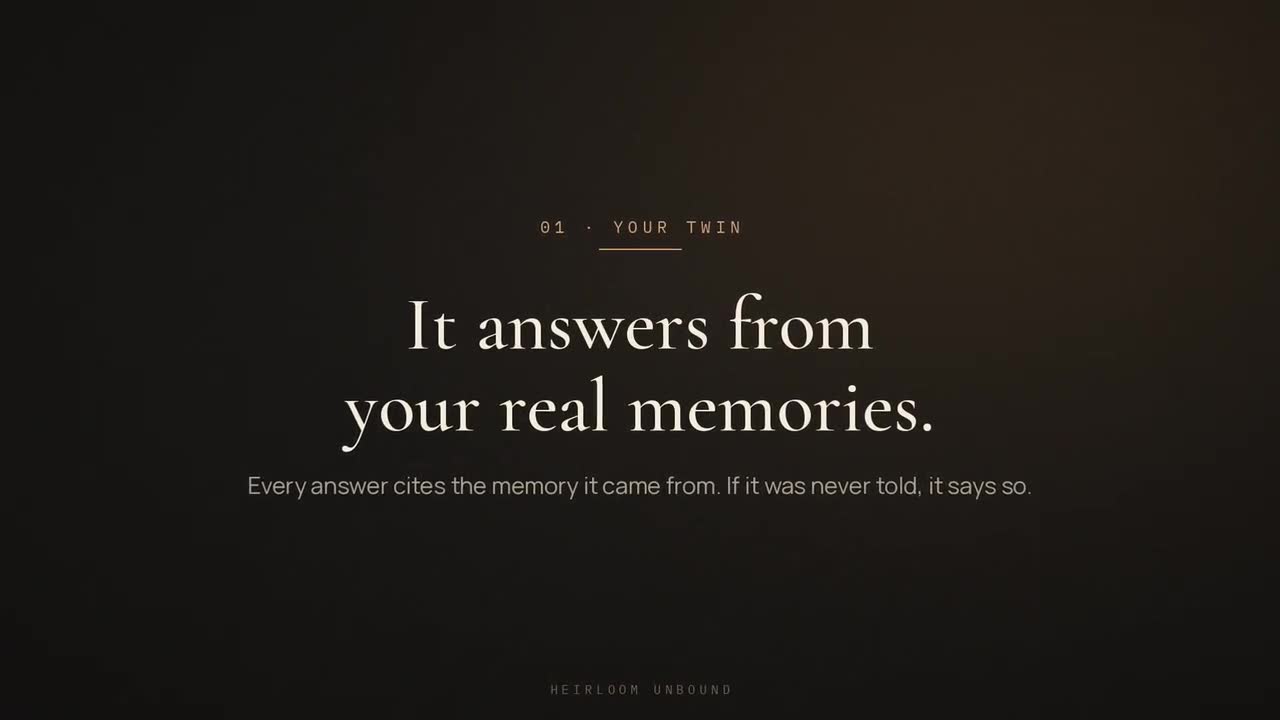 01 · YOUR TWIN
It answers from
your real memories.
Every answer cites the memory it came from. If it was never told, it says so.
HEIRLOOM UNBOUND